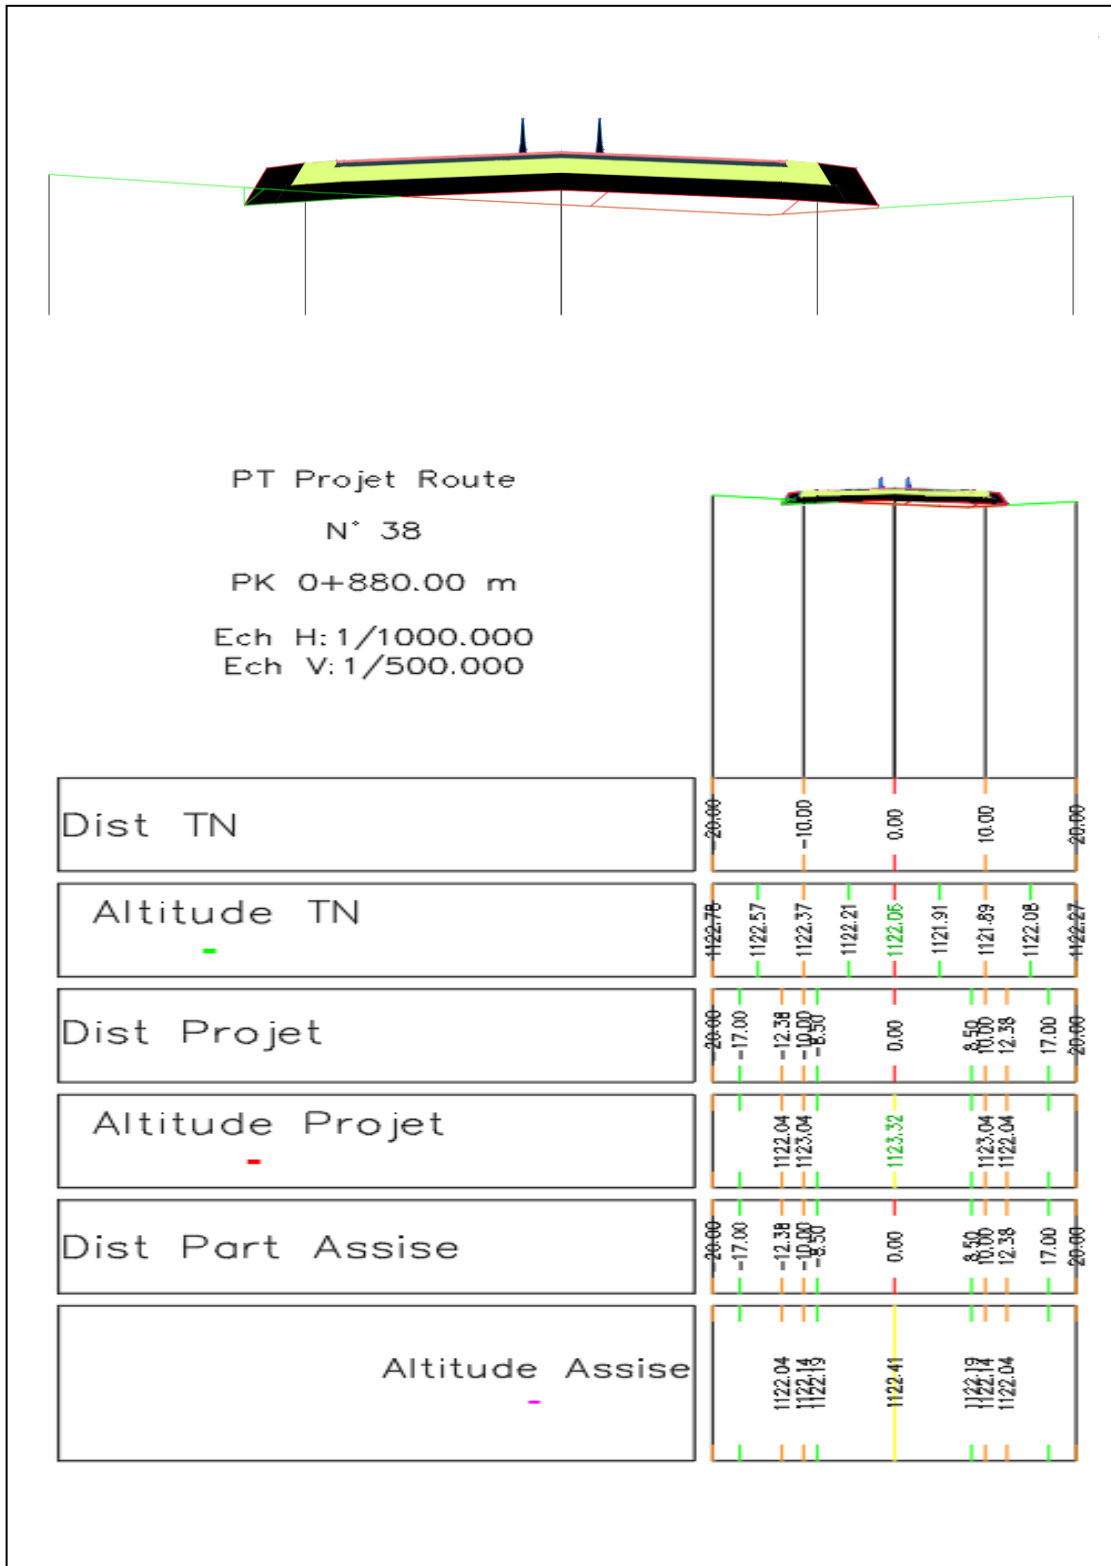 PT Projet Route
N° 38
PK 0+880.00 m
Ech H:1/1000.000
Ech V:1/500.000
Dist TN
-20.00 -10.00 0.00 10.00 20.00
Altitude TN
1122.78 1122.57 1122.37 1122.21 1122.06 1121.91 1121.89 1122.08 1122.27
Dist Projet
-20.00 -17.00 -12.38 -10.00 -8.50 0.00 8.50 10.00 12.38 17.00 20.00
Altitude Projet
1122.04 1123.04 1123.32 1123.04 1122.04
Dist Part Assise
-20.00 -17.00 -12.38 -10.00 -8.50 0.00 8.50 10.00 12.38 17.00 20.00
Altitude Assise
1122.04 1122.14 1122.19 1122.41 1122.19 1122.14 1122.04